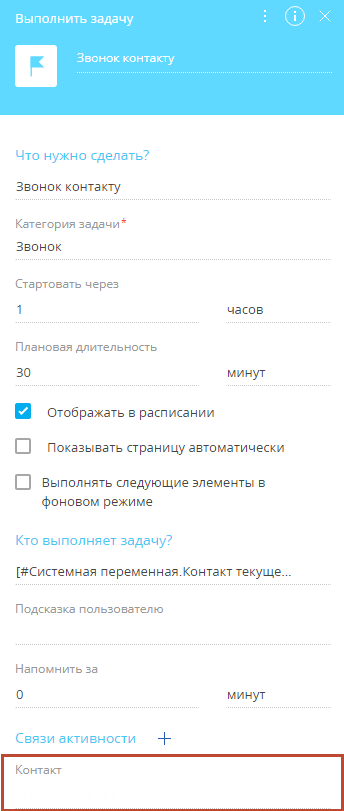 Выполнить задачу
Звонок контакту
Что нужно сделать?
Звонок контакту
Категория задачи*
Звонок
Стартовать через
1 часов
Плановая длительность
30 минут
Отображать в расписании
Показывать страницу автоматически
Выполнять следующие элементы в
фоновом режиме
Кто выполняет задачу?
[#Системная переменная.Контакт текуще...
Подсказка пользователю
Напомнить за
0 минут
Связи активности +
Контакт